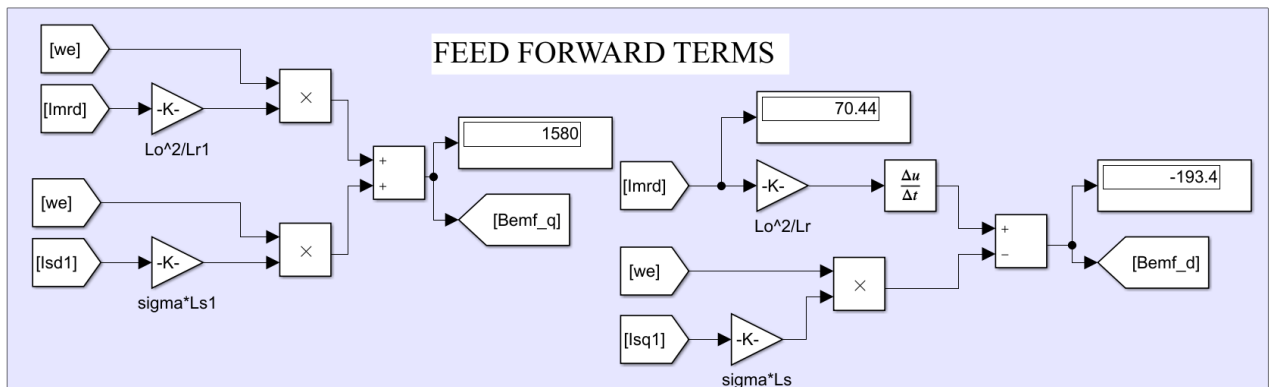 FEED FORWARD TERMS
[we]
[Imrd]
-K-
Lo^2/Lr1
×
[we]
[Isd1]
-K-
sigma*Ls1
×
+
+
1580
[Bemf_q]
70.44
[Imrd]
-K-
Lo^2/Lr
Δu
Δt
[we]
[Isq1]
-K-
sigma*Ls
×
+
−
-193.4
[Bemf_d]